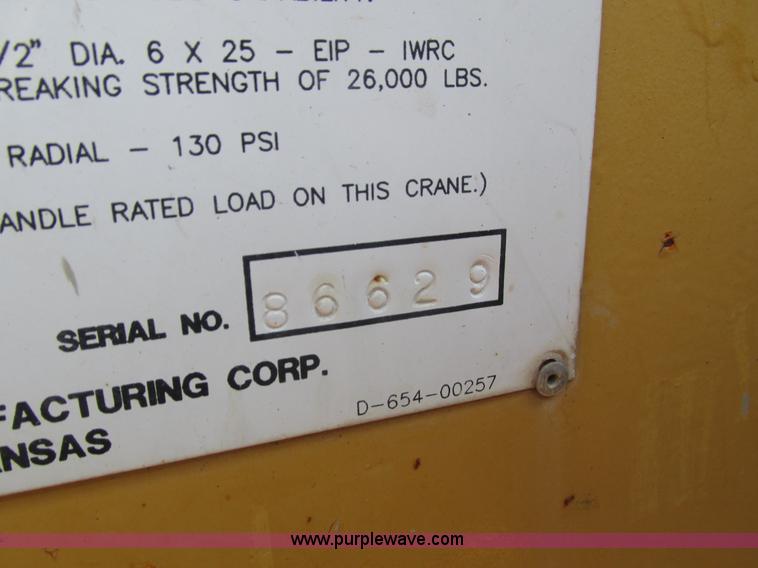 /2" DIA. 6 X 25 - EIP - IWRC
REAKING STRENGTH OF 26,000 LBS.
RADIAL - 130 PSI
ANDLE RATED LOAD ON THIS CRANE.)
SERIAL NO. 86629
FACTURING CORP.
D-654-00257
NSAS
www.purplewave.com